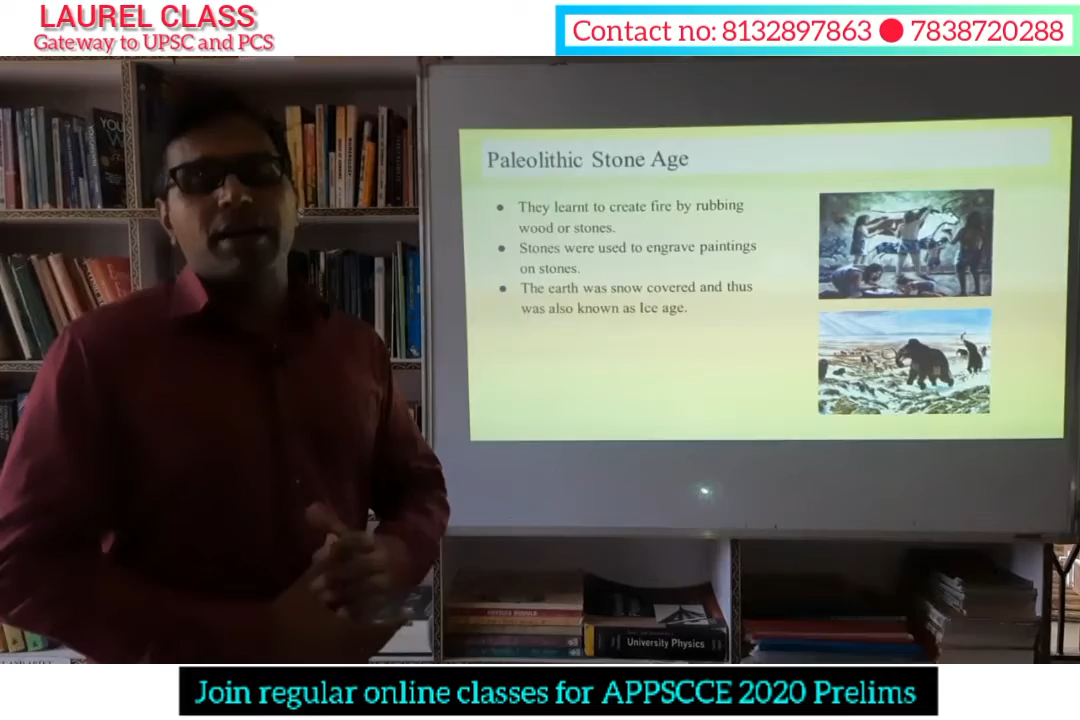 LAUREL CLASS
Gateway to UPSC and PCS
Contact no: 8132897863 🔴 7838720288
Paleolithic Stone Age
• They learnt to create fire by rubbing
wood or stones.
• Stones were used to engrave paintings
on stones.
• The earth was snow covered and thus
was also known as Ice age.
University Physics
Join regular online classes for APPSCCE 2020 Prelims